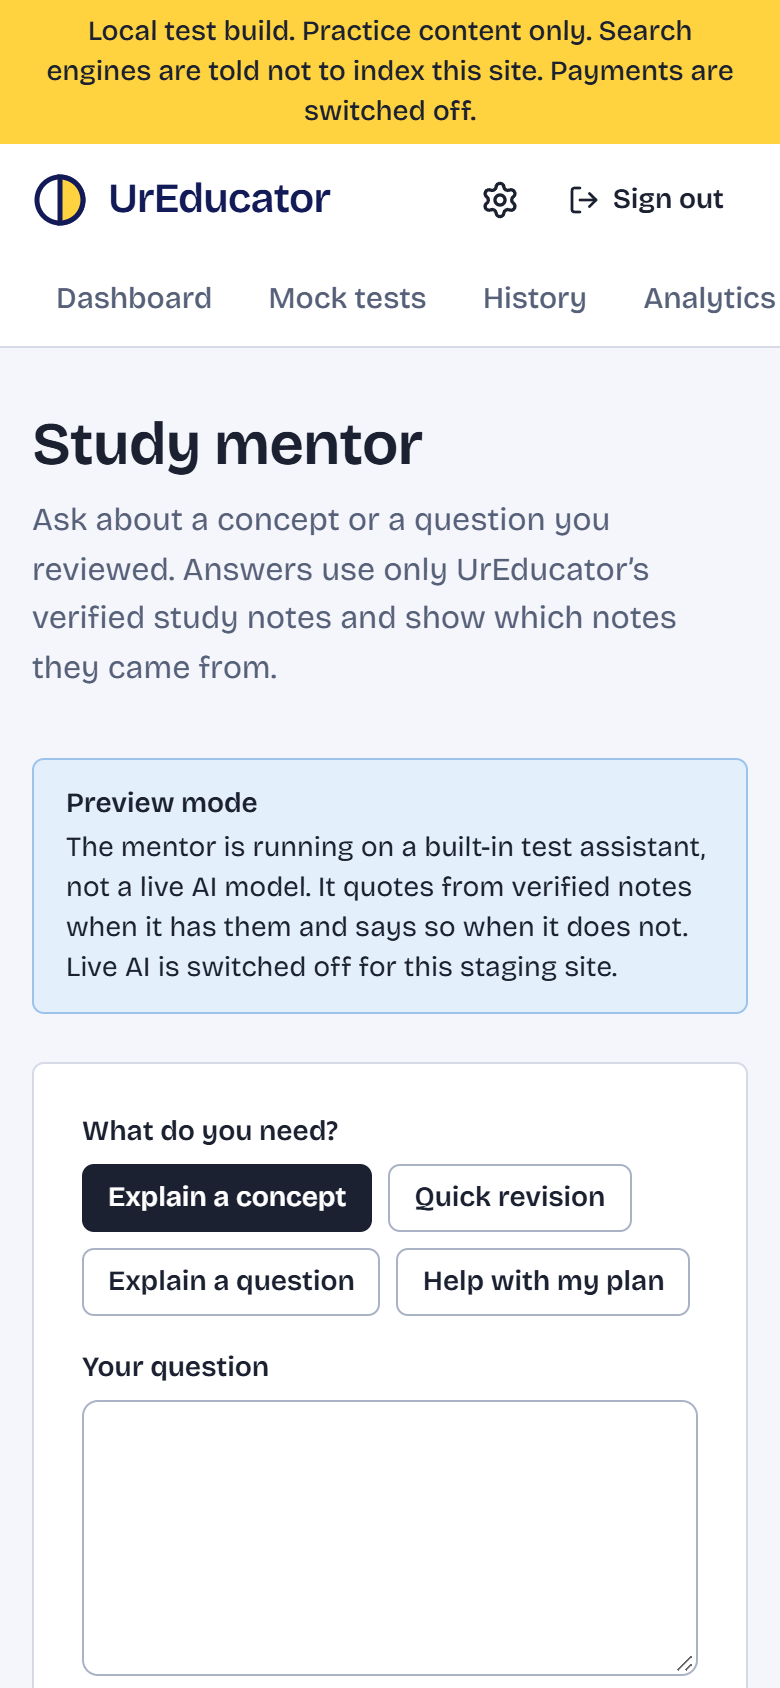 Local test build. Practice content only. Search
engines are told not to index this site. Payments are
switched off.
UrEducator
Sign out
Dashboard
Mock tests
History
Analytics
Study mentor
Ask about a concept or a question you
reviewed. Answers use only UrEducator’s
verified study notes and show which notes
they came from.
Preview mode
The mentor is running on a built-in test assistant,
not a live AI model. It quotes from verified notes
when it has them and says so when it does not.
Live AI is switched off for this staging site.
What do you need?
Explain a concept
Quick revision
Explain a question
Help with my plan
Your question